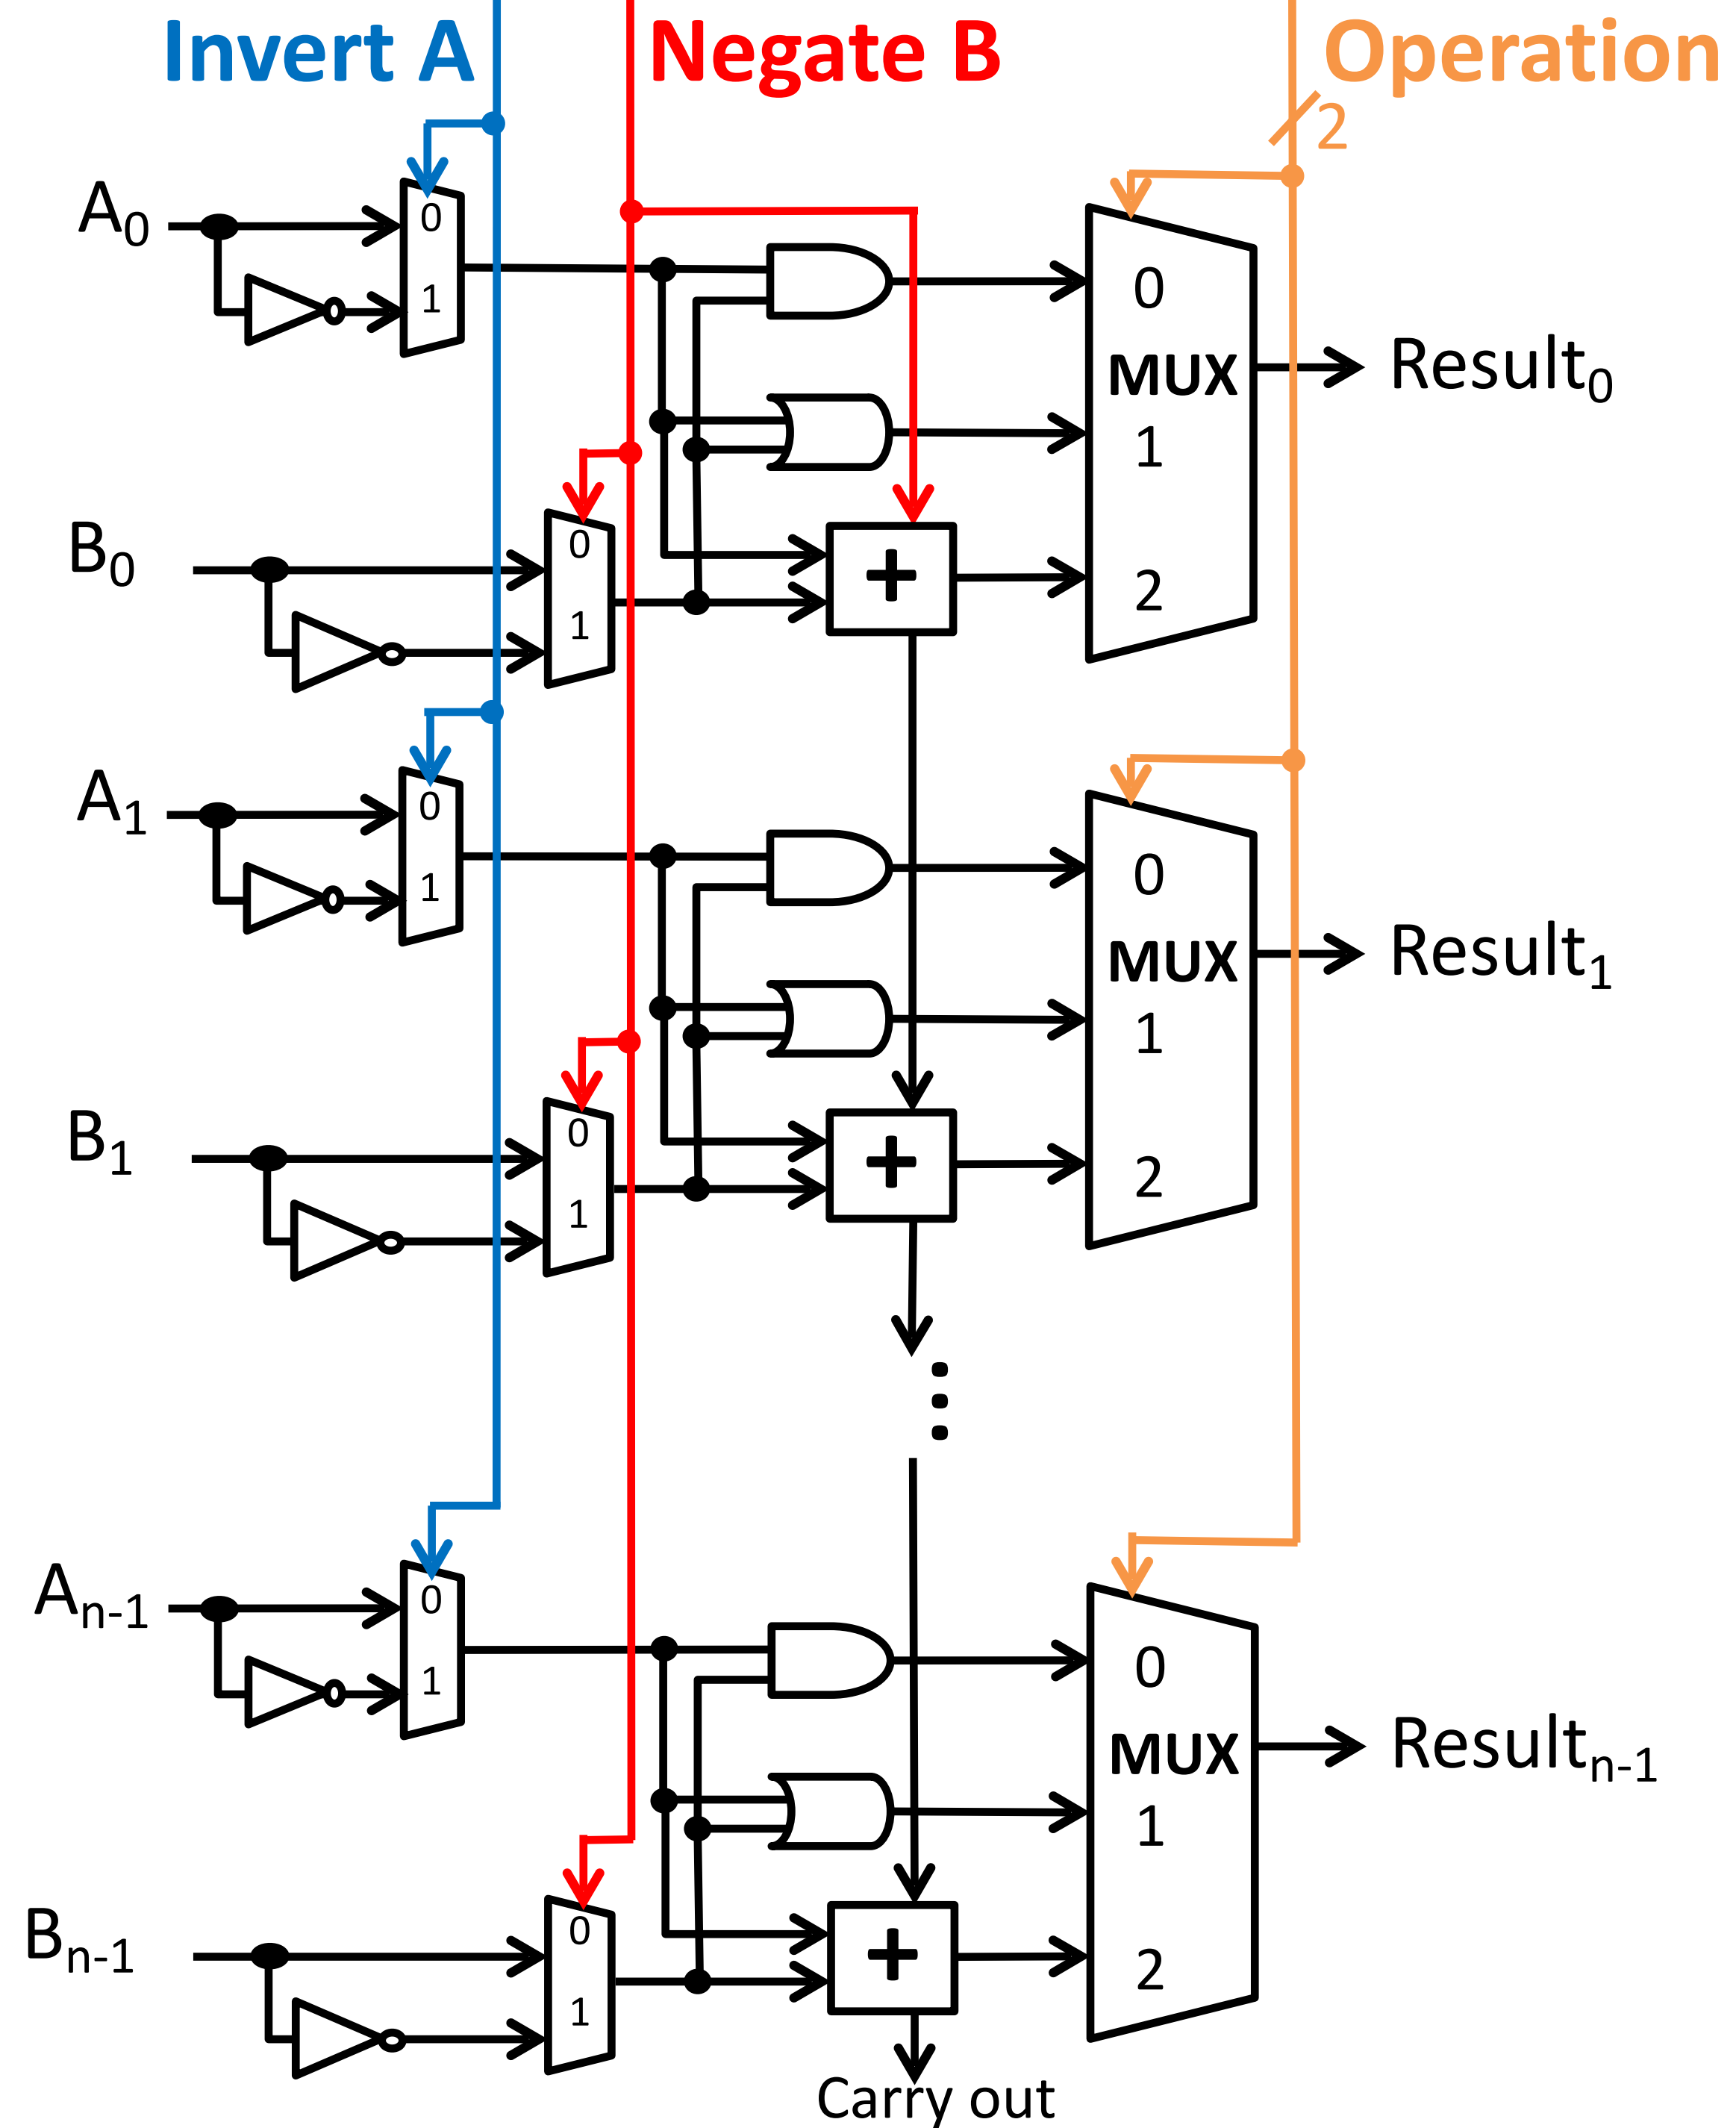 Invert A Negate B Operation
2
A0
0
1
0
MUX
1
2
Result0
B0
0
1
A1
0
1
0
MUX
1
2
Result1
B1
0
1
An-1
0
1
0
MUX
1
2
Resultn-1
Bn-1
0
1
Carry out